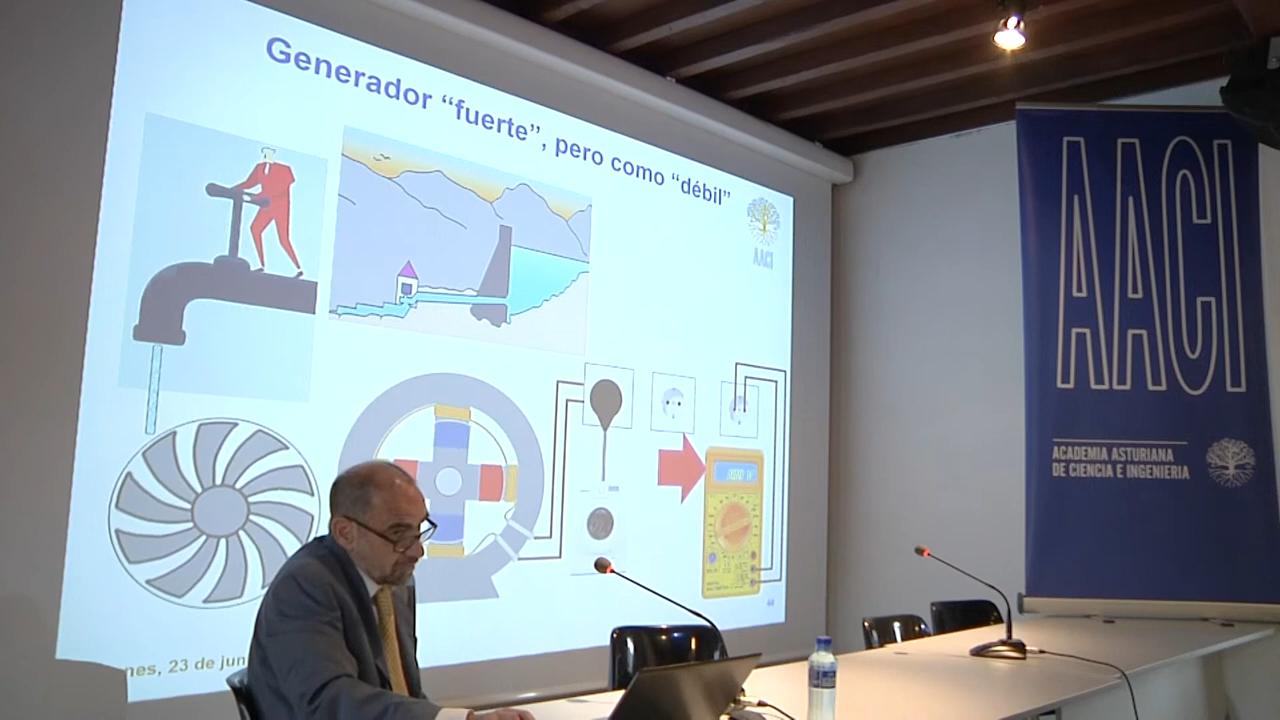 Generador “fuerte”, pero como “débil”
AACI
AACI
ACADEMIA ASTURIANA
DE CIENCIA E INGENIERIA
nes, 23 de jun